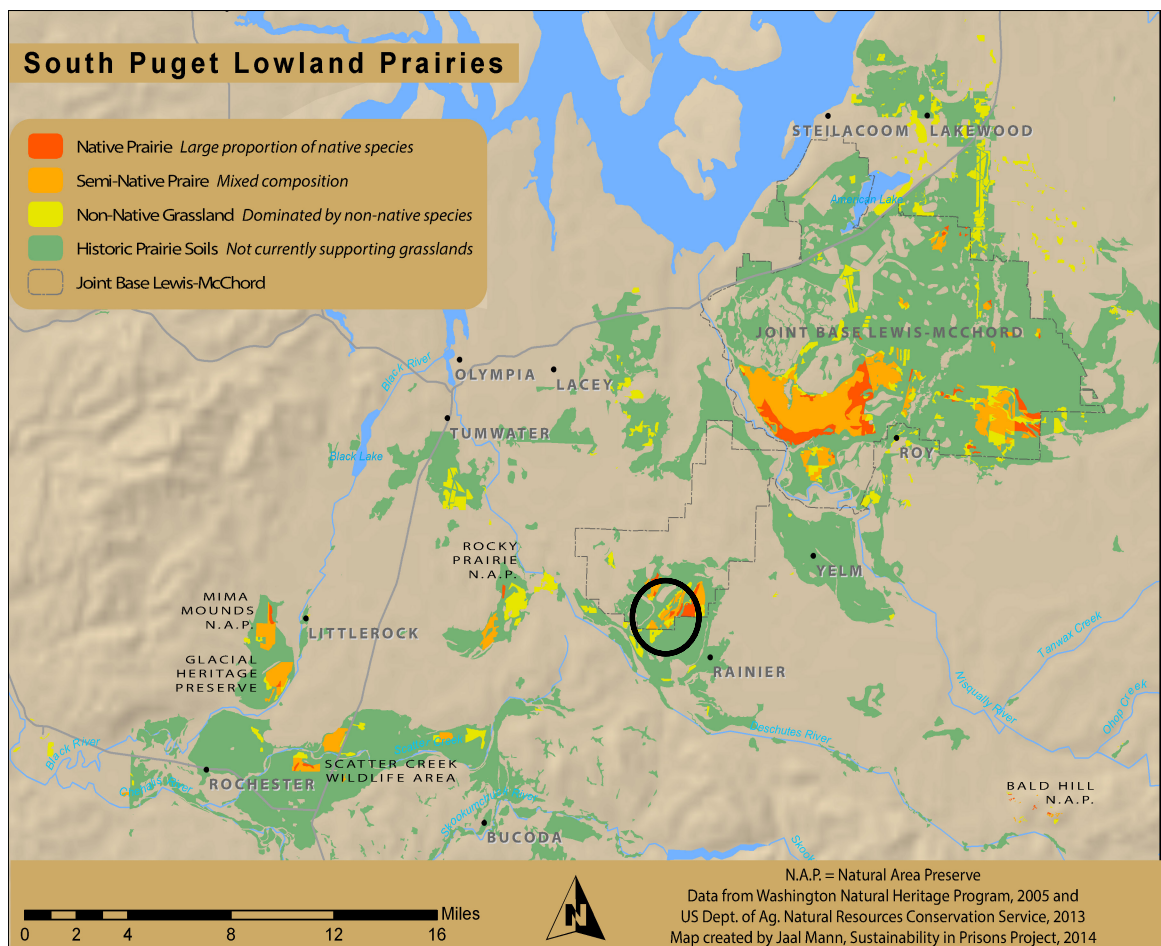 South Puget Lowland Prairies
Native Prairie Large proportion of native species
Semi-Native Praire Mixed composition
Non-Native Grassland Dominated by non-native species
Historic Prairie Soils Not currently supporting grasslands
Joint Base Lewis-McChord
STEILACOOM
LAKEWOOD
American Lake
JOINT BASE LEWIS-MCCHORD
Black River
OLYMPIA
LACEY
TUMWATER
Black Lake
ROY
ROCKY
PRAIRIE
N.A.P.
YELM
MIMA
MOUNDS
N.A.P.
LITTLEROCK
GLACIAL
HERITAGE
PRESERVE
RAINIER
Tanwax Creek
Nisqually River
Ohop Creek
Deschutes River
Black River
Scatter Creek
SCATTER CREEK
WILDLIFE AREA
ROCHESTER
Chehalis River
Skookumchuck River
BUCODA
BALD HILL
N.A.P.
Skook
N.A.P. = Natural Area Preserve
Data from Washington Natural Heritage Program, 2005 and
US Dept. of Ag. Natural Resources Conservation Service, 2013
Map created by Jaal Mann, Sustainability in Prisons Project, 2014
N
Miles
0 2 4 8 12 16